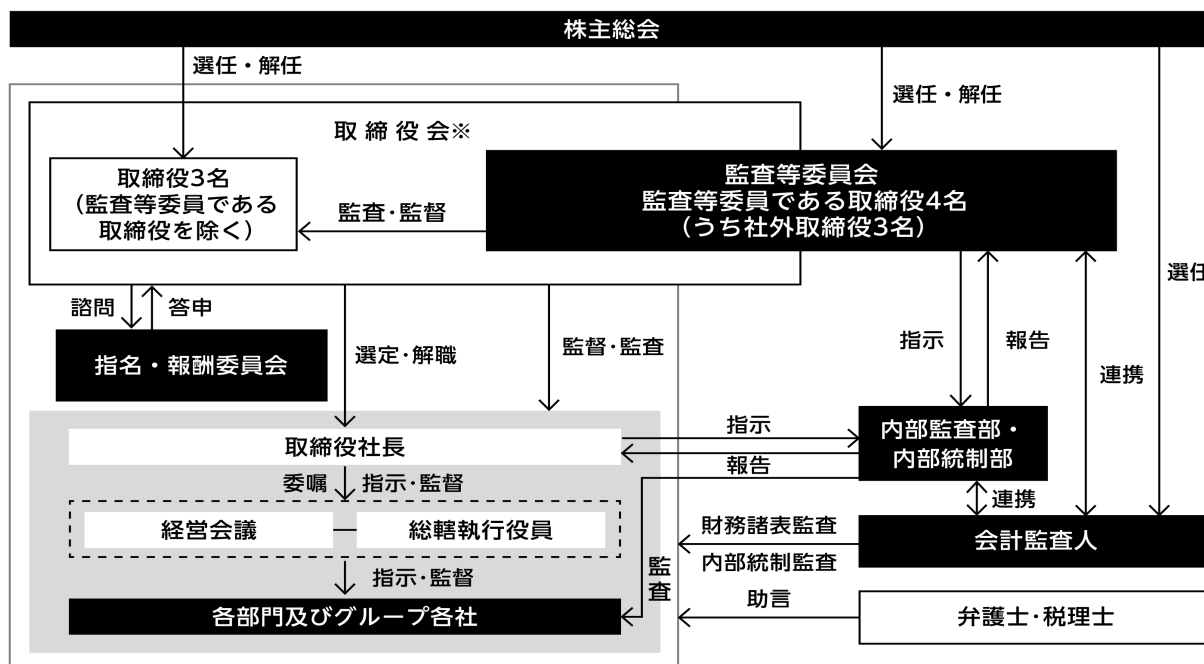 株主総会
選任・解任
選任・解任
取締役会※
取締役3名
（監査等委員である
取締役を除く）
監査・監督
監査等委員会
監査等委員である取締役4名
（うち社外取締役3名）
選任
諮問
答申
指名・報酬委員会
選定・解職
監督・監査
指示
報告
連携
取締役社長
指示
報告
内部監査部・
内部統制部
委嘱
指示・監督
経営会議
総轄執行役員
連携
財務諸表監査
内部統制監査
会計監査人
指示・監督
監査
各部門及びグループ各社
助言
弁護士・税理士